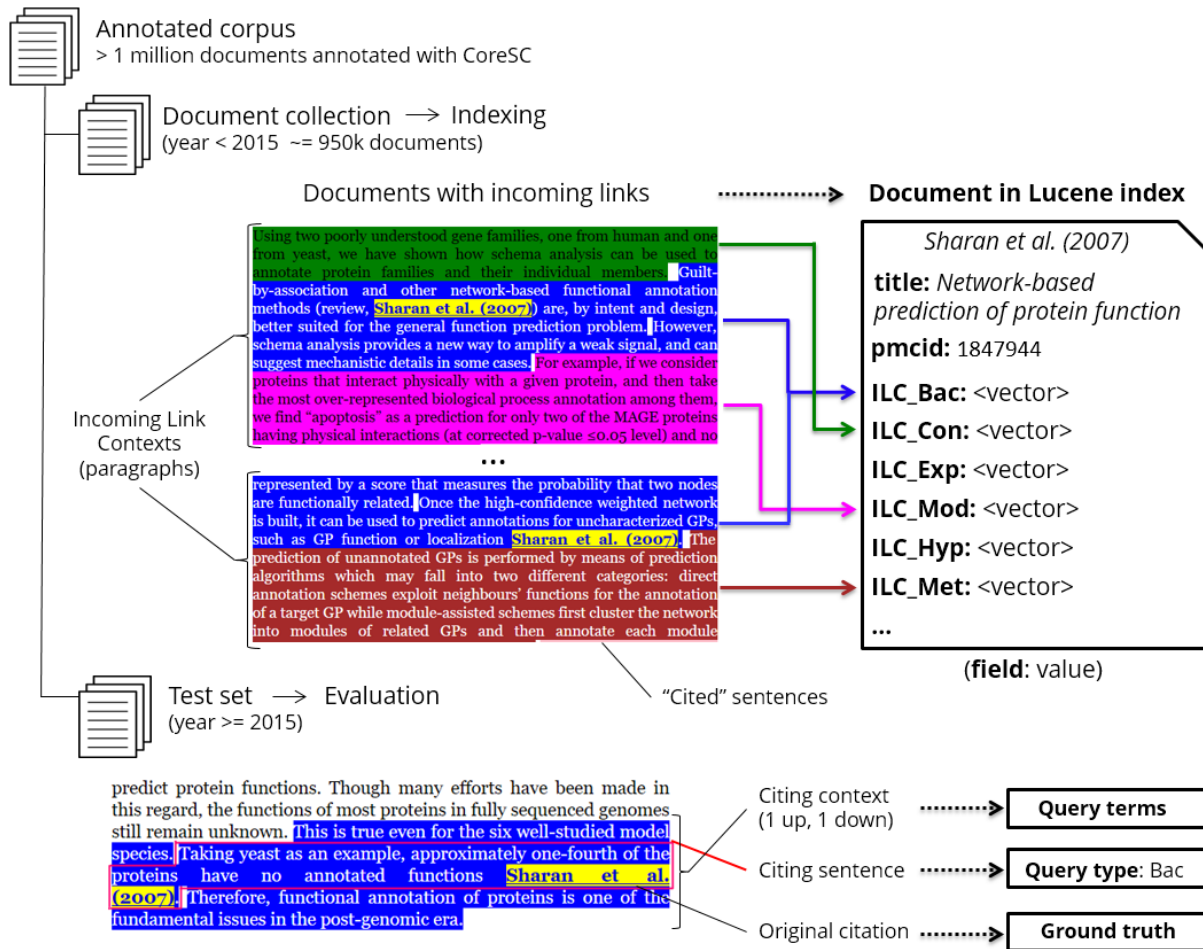 Annotated corpus
> 1 million documents annotated with CoreSC
Document collection → Indexing
(year < 2015 ~= 950k documents)
Documents with incoming links
Document in Lucene index
Incoming Link
Contexts
(paragraphs)
Using two poorly understood gene families, one from human and one
from yeast, we have shown how schema analysis can be used to
annotate protein families and their individual members. Guilt-
by-association and other network-based functional annotation
methods (review, Sharan et al. (2007)) are, by intent and design,
better suited for the general function prediction problem. However,
schema analysis provides a new way to amplify a weak signal, and can
suggest mechanistic details in some cases. For example, if we consider
proteins that interact physically with a given protein, and then take
the most over-represented biological process annotation among them,
we find “apoptosis” as a prediction for only two of the MAGE proteins
having physical interactions (at corrected p-value ≤0.05 level) and no
...
represented by a score that measures the probability that two nodes
are functionally related. Once the high-confidence weighted network
is built, it can be used to predict annotations for uncharacterized GPs,
such as GP function or localization Sharan et al. (2007). The
prediction of unannotated GPs is performed by means of prediction
algorithms which may fall into two different categories: direct
annotation schemes exploit neighbours’ functions for the annotation
of a target GP while module-assisted schemes first cluster the network
into modules of related GPs and then annotate each module
Sharan et al. (2007)
title: Network-based
prediction of protein function
pmcid: 1847944
ILC_Bac: <vector>
ILC_Con: <vector>
ILC_Exp: <vector>
ILC_Mod: <vector>
ILC_Hyp: <vector>
ILC_Met: <vector>
...
(field: value)
“Cited” sentences
Test set → Evaluation
(year >= 2015)
predict protein functions. Though many efforts have been made in
this regard, the functions of most proteins in fully sequenced genomes
still remain unknown. This is true even for the six well-studied model
species. Taking yeast as an example, approximately one-fourth of the
proteins have no annotated functions Sharan et al.
(2007). Therefore, functional annotation of proteins is one of the
fundamental issues in the post-genomic era.
Citing context
(1 up, 1 down)
Query terms
Citing sentence
Query type: Bac
Original citation
Ground truth